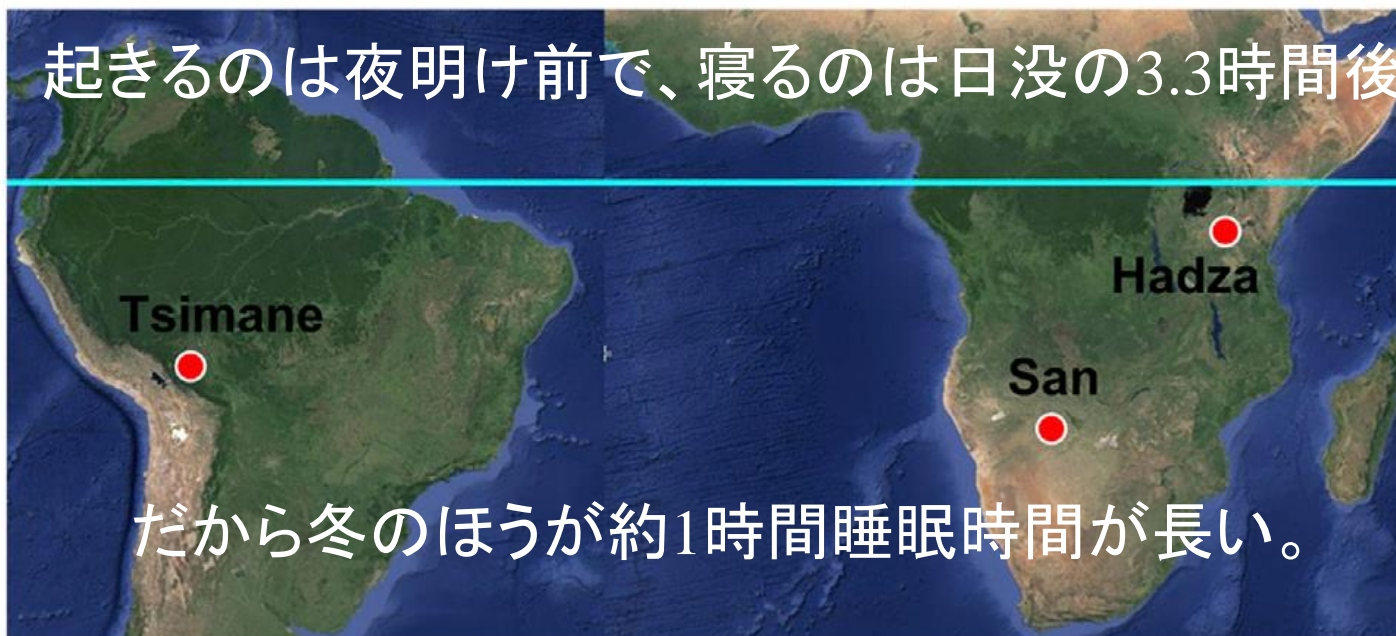 起きるのは夜明け前で、寝るのは日没の3.3時間後
Hadza
Tsimane
San
だから冬のほうが約1時間睡眠時間が長い。